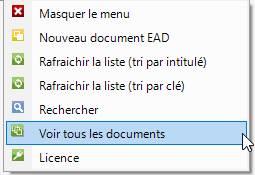 Masquer le menu
Nouveau document EAD
Rafraichir la liste (tri par intitulé)
Rafraichir la liste (tri par clé)
Rechercher
Voir tous les documents
Licence